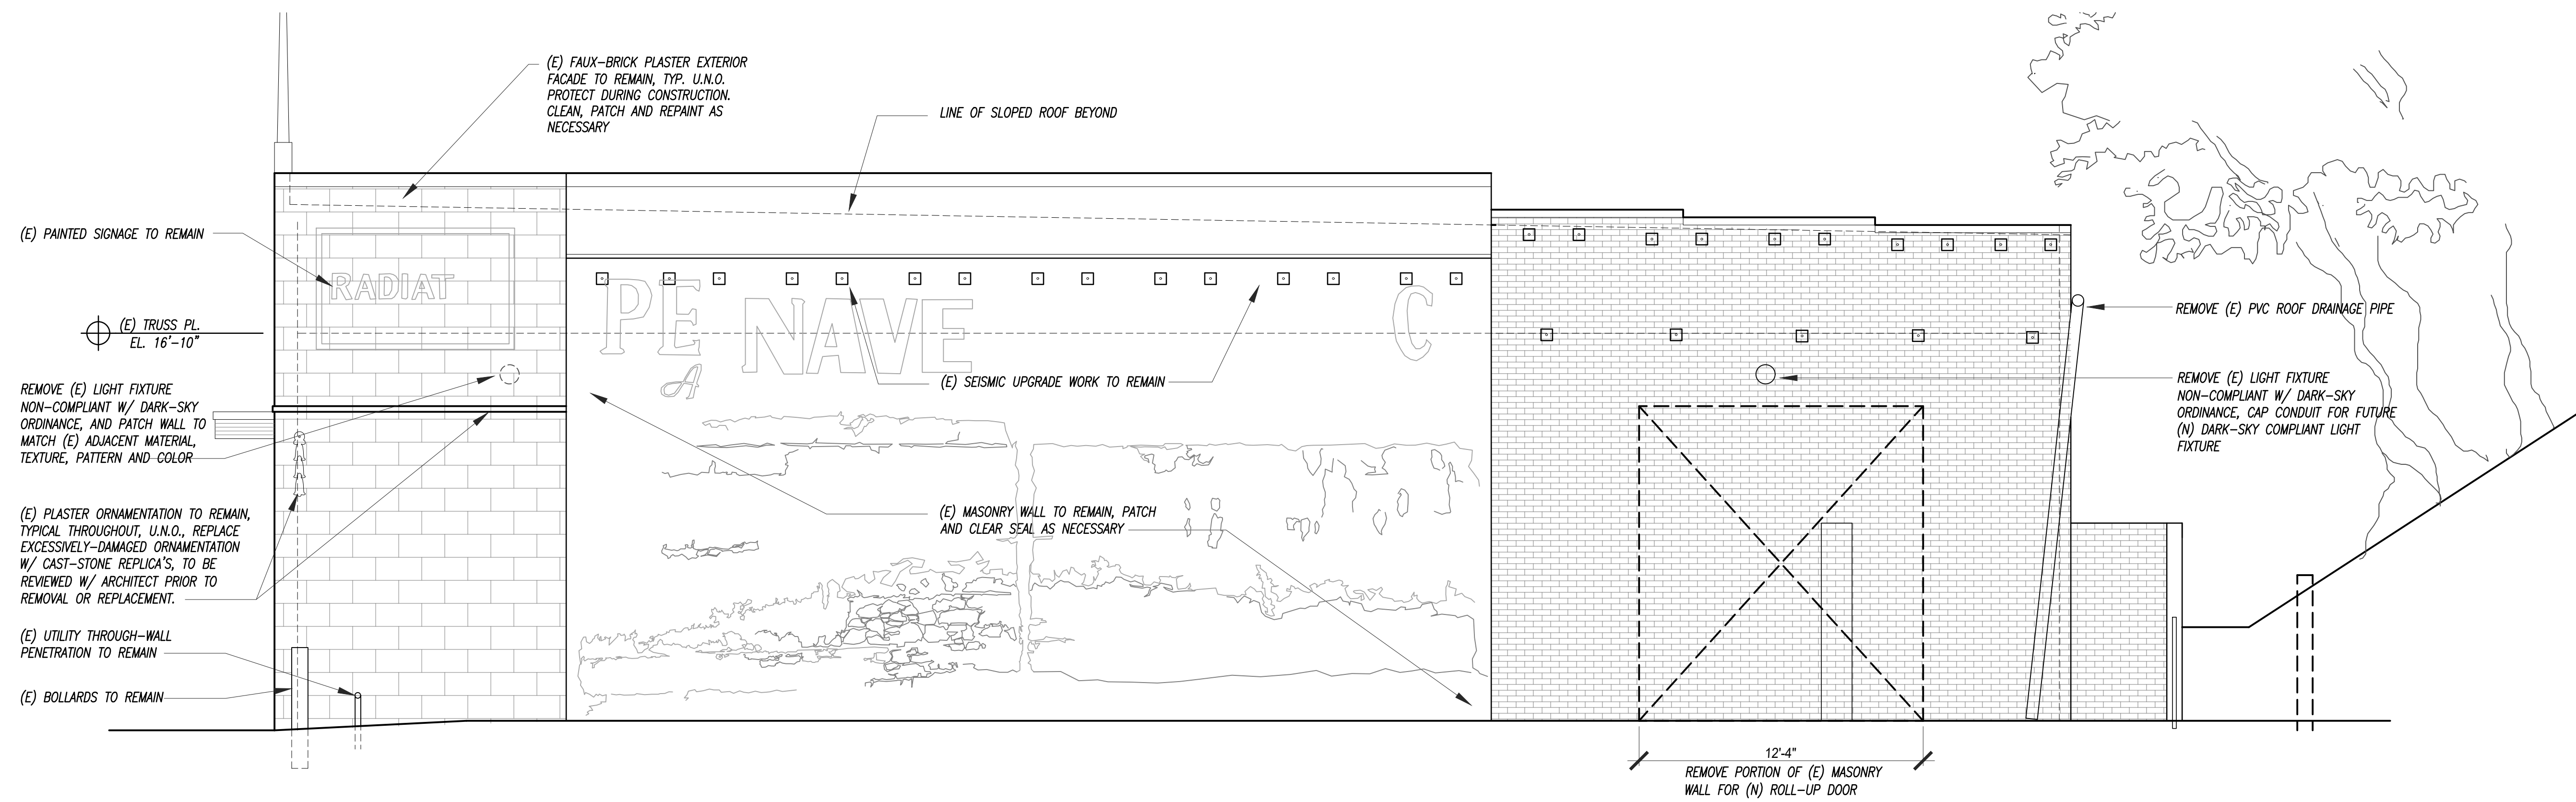 (E) FAUX-BRICK PLASTER EXTERIOR
FACADE TO REMAIN, TYP. U.N.O.
PROTECT DURING CONSTRUCTION.
CLEAN, PATCH AND REPAINT AS
NECESSARY
LINE OF SLOPED ROOF BEYOND
(E) PAINTED SIGNAGE TO REMAIN
RADIAT
(E) TRUSS PL.
EL. 16'-10"
PE NAVE C
A
REMOVE (E) PVC ROOF DRAINAGE PIPE
(E) SEISMIC UPGRADE WORK TO REMAIN
REMOVE (E) LIGHT FIXTURE
NON-COMPLIANT W/ DARK-SKY
ORDINANCE, AND PATCH WALL TO
MATCH (E) ADJACENT MATERIAL,
TEXTURE, PATTERN AND COLOR
REMOVE (E) LIGHT FIXTURE
NON-COMPLIANT W/ DARK-SKY
ORDINANCE, CAP CONDUIT FOR FUTURE
(N) DARK-SKY COMPLIANT LIGHT
FIXTURE
(E) PLASTER ORNAMENTATION TO REMAIN,
TYPICAL THROUGHOUT, U.N.O., REPLACE
EXCESSIVELY-DAMAGED ORNAMENTATION
W/ CAST-STONE REPLICA'S, TO BE
REVIEWED W/ ARCHITECT PRIOR TO
REMOVAL OR REPLACEMENT.
(E) MASONRY WALL TO REMAIN, PATCH
AND CLEAR SEAL AS NECESSARY
(E) UTILITY THROUGH-WALL
PENETRATION TO REMAIN
(E) BOLLARDS TO REMAIN
12'-4"
REMOVE PORTION OF (E) MASONRY
WALL FOR (N) ROLL-UP DOOR